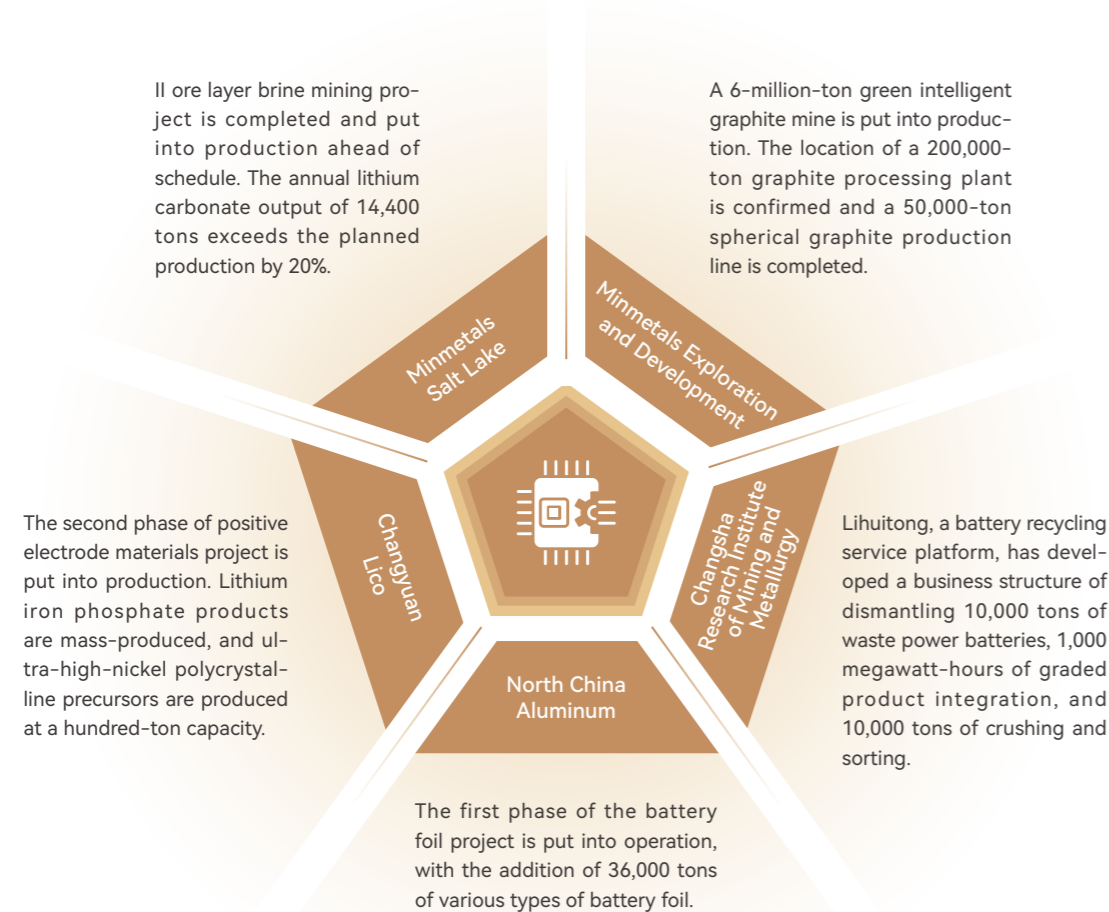 II ore layer brine mining pro-
ject is completed and put
into production ahead of
schedule. The annual lithium
carbonate output of 14,400
tons exceeds the planned
production by 20%.
A 6-million-ton green intelligent
graphite mine is put into produc-
tion. The location of a 200,000-
ton graphite processing plant
is confirmed and a 50,000-ton
spherical graphite production
line is completed.
Minmetals
Salt Lake
Minmetals Exploration
and Development
The second phase of positive
electrode materials project is
put into production. Lithium
iron phosphate products
are mass-produced, and ul-
tra-high-nickel polycrystal-
line precursors are produced
at a hundred-ton capacity.
Changyuan
Lico
Changsha
Research Institute
of Mining and
Metallurgy
Lihuitong, a battery recycling
service platform, has devel-
oped a business structure of
dismantling 10,000 tons of
waste power batteries, 1,000
megawatt-hours of graded
product integration, and
10,000 tons of crushing and
sorting.
North China
Aluminum
The first phase of the battery
foil project is put into operation,
with the addition of 36,000 tons
of various types of battery foil.